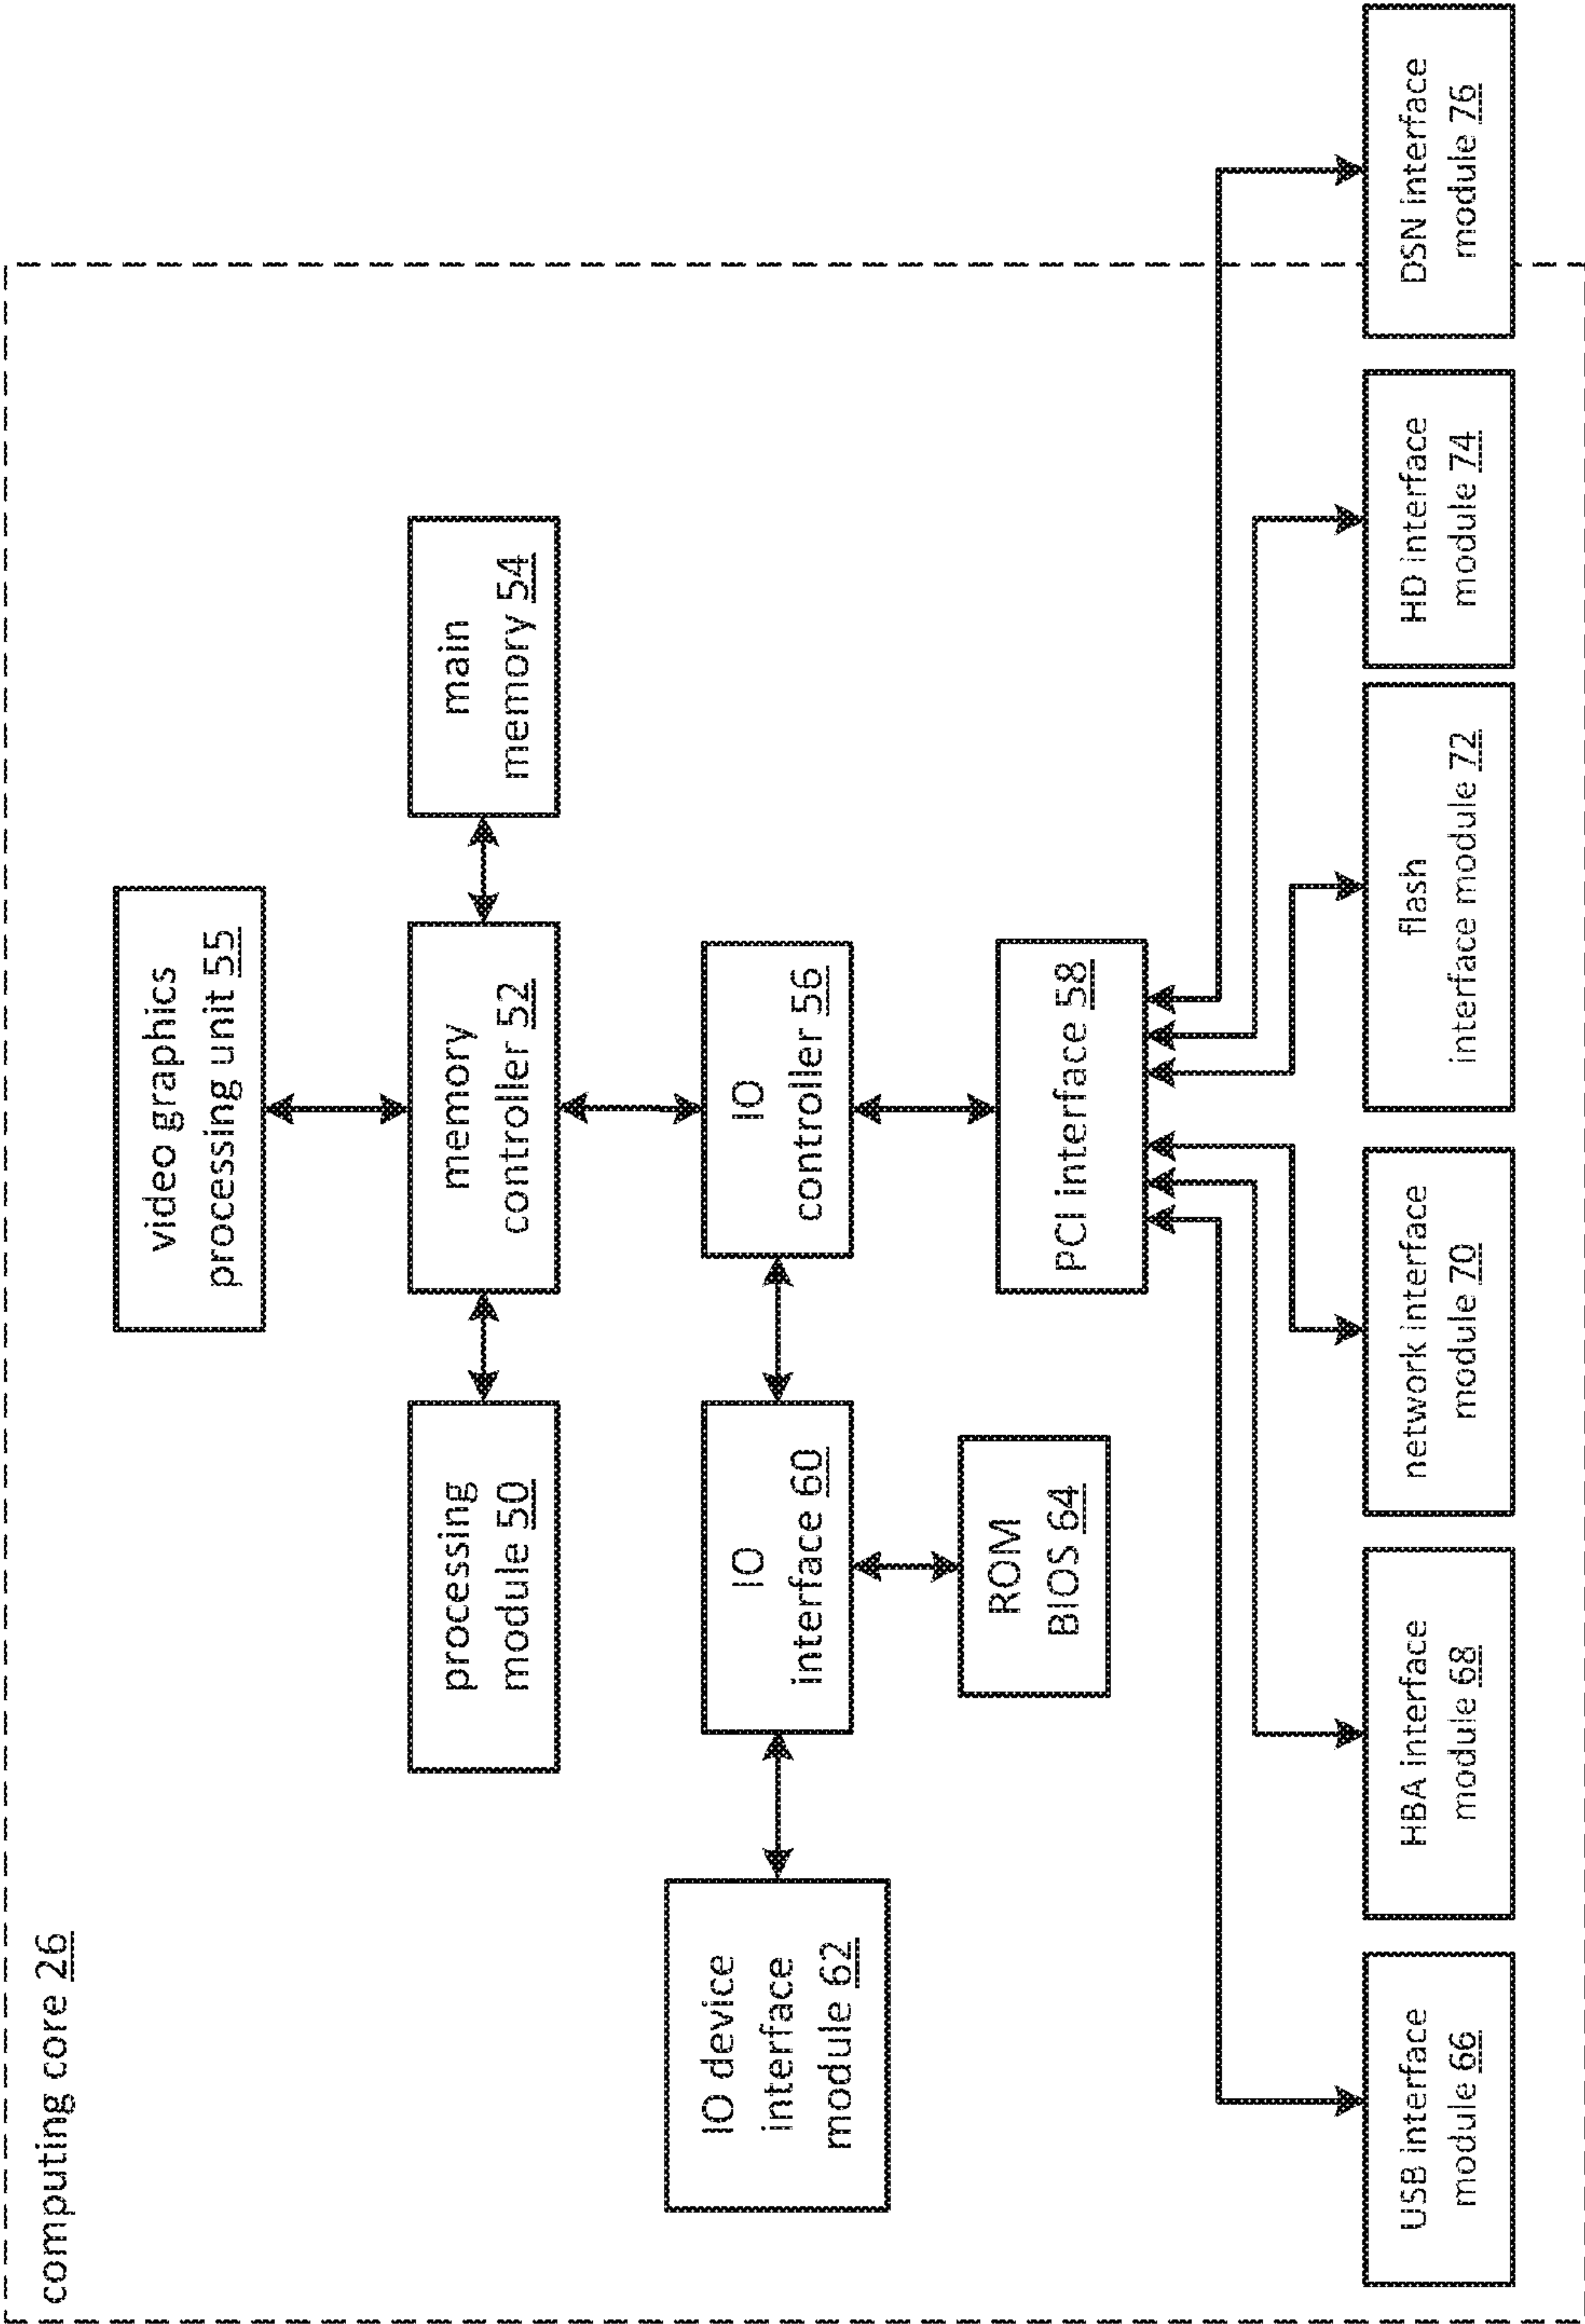 computing core 26
video graphics
processing unit 55
processing
module 50
memory
controller 52
main
memory 54
IO device
interface
module 62
IO
interface 60
IO
controller 56
ROM
BIOS 64
PCI interface 58
USB interface
module 66
HBA interface
module 68
network interface
module 70
flash
interface module 72
HD interface
module 74
DSN interface
module 76